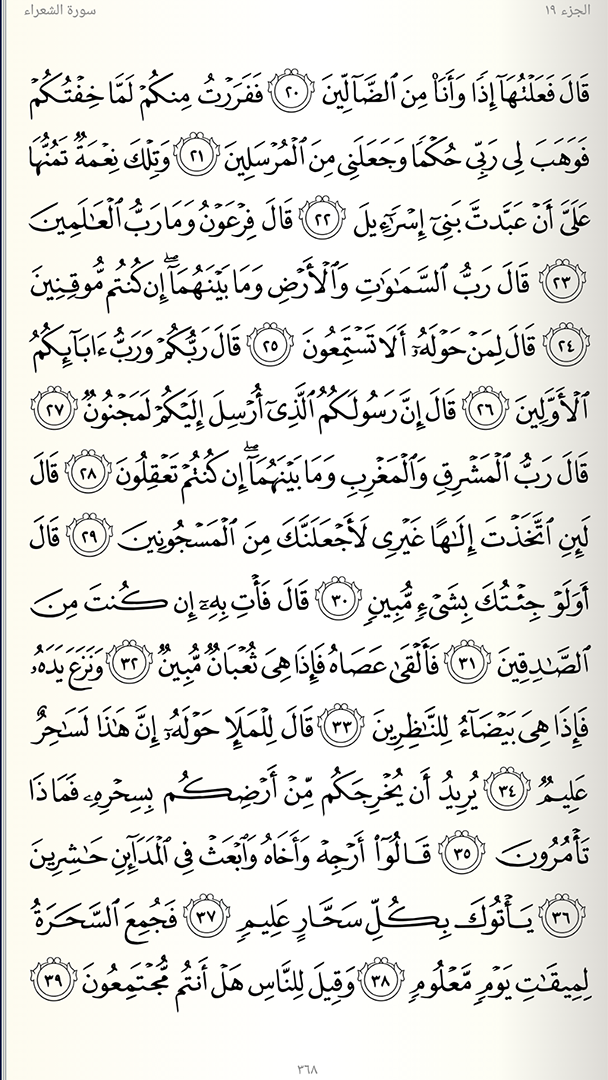 الجزء ١٩ سورة الشعراء
قَالَ فَعَلْتُهَآ إِذًا وَأَنَا۠ مِنَ ٱلضَّآلِّينَ ٢٠ فَفَرَرْتُ مِنكُمْ لَمَّا خِفْتُكُمْ
فَوَهَبَ لِى رَبِّى حُكْمًا وَجَعَلَنِى مِنَ ٱلْمُرْسَلِينَ ٢١ وَتِلْكَ نِعْمَةٌ تَمُنُّهَا
عَلَىَّ أَنْ عَبَّدتَّ بَنِىٓ إِسْرَٰٓءِيلَ ٢٢ قَالَ فِرْعَوْنُ وَمَا رَبُّ ٱلْعَـٰلَمِينَ
٢٣ قَالَ رَبُّ ٱلسَّمَـٰوَٰتِ وَٱلْأَرْضِ وَمَا بَيْنَهُمَآ ۖ إِن كُنتُم مُّوقِنِينَ
٢٤ قَالَ لِمَنْ حَوْلَهُۥٓ أَلَا تَسْتَمِعُونَ ٢٥ قَالَ رَبُّكُمْ وَرَبُّ ءَابَآئِكُمُ
ٱلْأَوَّلِينَ ٢٦ قَالَ إِنَّ رَسُولَكُمُ ٱلَّذِىٓ أُرْسِلَ إِلَيْكُمْ لَمَجْنُونٌ ٢٧
قَالَ رَبُّ ٱلْمَشْرِقِ وَٱلْمَغْرِبِ وَمَا بَيْنَهُمَآ ۖ إِن كُنتُمْ تَعْقِلُونَ ٢٨ قَالَ
لَئِنِ ٱتَّخَذْتَ إِلَـٰهًا غَيْرِى لَأَجْعَلَنَّكَ مِنَ ٱلْمَسْجُونِينَ ٢٩ قَالَ
أَوَلَوْ جِئْتُكَ بِشَىْءٍ مُّبِينٍ ٣٠ قَالَ فَأْتِ بِهِۦٓ إِن كُنتَ مِنَ
ٱلصَّـٰدِقِينَ ٣١ فَأَلْقَىٰ عَصَاهُ فَإِذَا هِىَ ثُعْبَانٌ مُّبِينٌ ٣٢ وَنَزَعَ يَدَهُۥ
فَإِذَا هِىَ بَيْضَآءُ لِلنَّـٰظِرِينَ ٣٣ قَالَ لِلْمَلَإِ حَوْلَهُۥٓ إِنَّ هَـٰذَا لَسَـٰحِرٌ
عَلِيمٌ ٣٤ يُرِيدُ أَن يُخْرِجَكُم مِّنْ أَرْضِكُم بِسِحْرِهِۦ فَمَاذَا
تَأْمُرُونَ ٣٥ قَالُوٓا۟ أَرْجِهْ وَأَخَاهُ وَٱبْعَثْ فِى ٱلْمَدَآئِنِ حَـٰشِرِينَ
٣٦ يَأْتُوكَ بِكُلِّ سَحَّارٍ عَلِيمٍ ٣٧ فَجُمِعَ ٱلسَّحَرَةُ
لِمِيقَـٰتِ يَوْمٍ مَّعْلُومٍ ٣٨ وَقِيلَ لِلنَّاسِ هَلْ أَنتُم مُّجْتَمِعُونَ ٣٩
٣٦٨